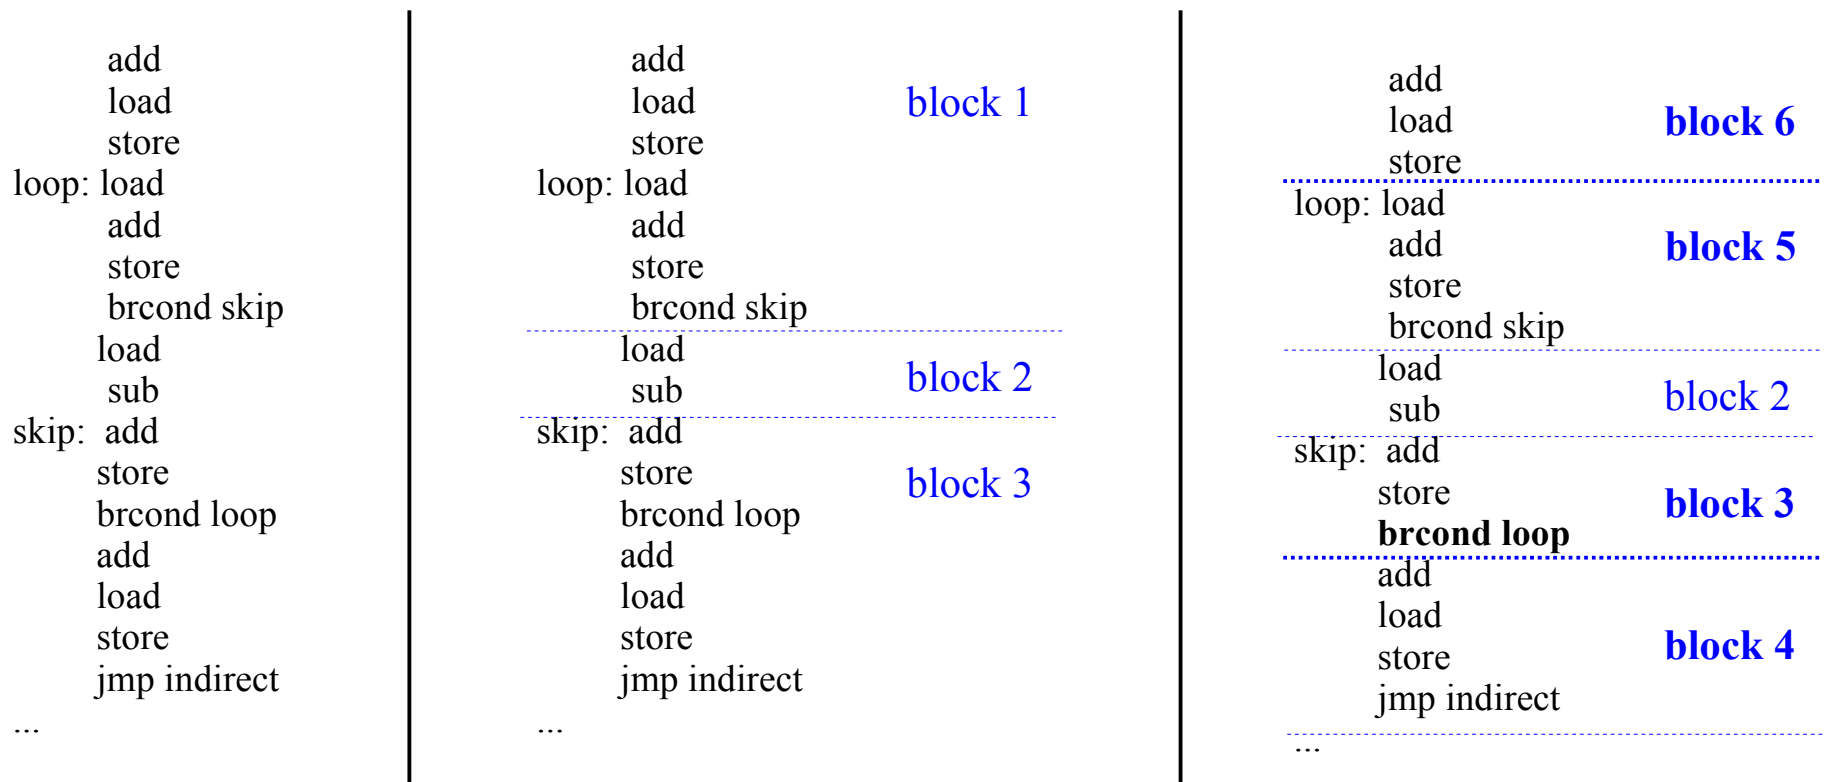 add
load
store
loop: load
add
store
brcond skip
load
sub
skip: add
store
brcond loop
add
load
store
jmp indirect
...
add
load
block 1
store
loop: load
add
store
brcond skip
load
block 2
sub
skip: add
store
block 3
brcond loop
add
load
store
jmp indirect
...
add
load
block 6
store
loop: load
add
block 5
store
brcond skip
load
block 2
sub
skip: add
store
block 3
brcond loop
add
load
block 4
store
jmp indirect
...